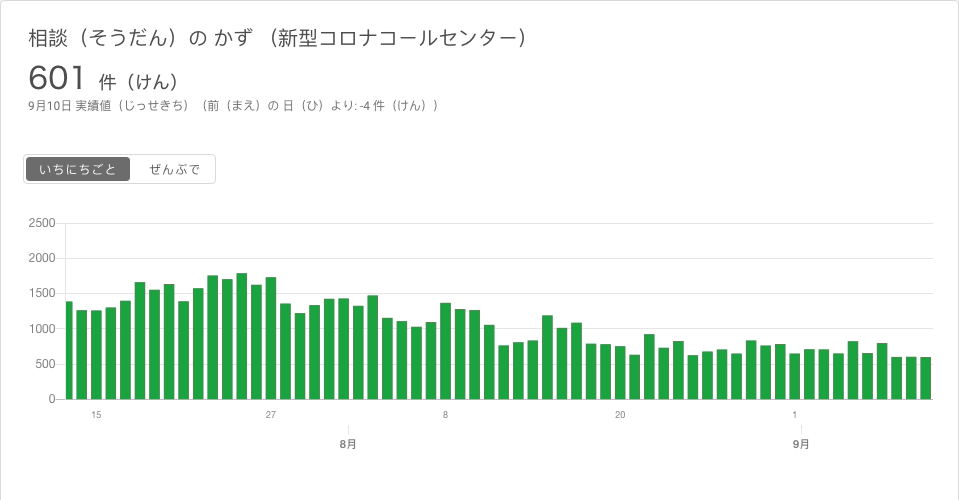 相談（そうだん）の かず （新型コロナコールセンター）
601 件（けん）
9月10日 実績値（じっせきち）（前（まえ）の 日（ひ）より: -4 件（けん））
いちにちごと ぜんぶで
2500
2000
1500
1000
500
0
15 27 8 20 1
8月 9月